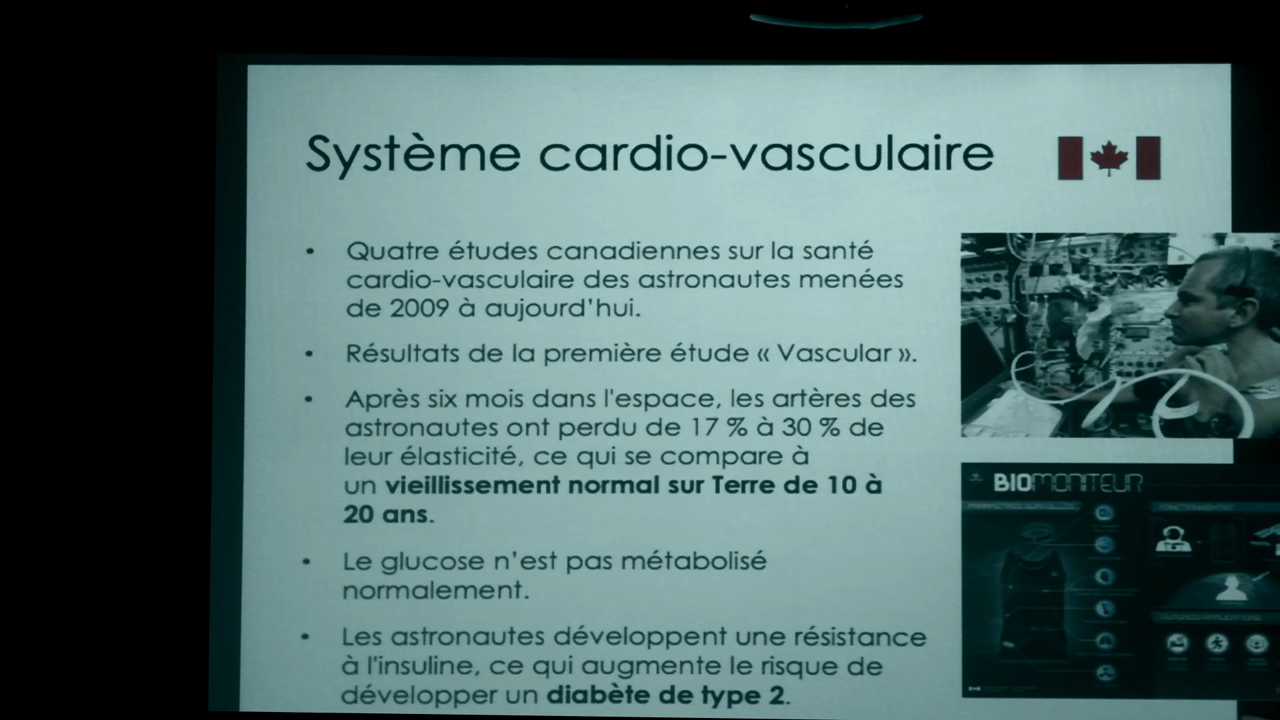 Système cardio-vasculaire
• Quatre études canadiennes sur la santé
cardio-vasculaire des astronautes menées
de 2009 à aujourd’hui.
• Résultats de la première étude « Vascular ».
• Après six mois dans l'espace, les artères des
astronautes ont perdu de 17 % à 30 % de
leur élasticité, ce qui se compare à
un vieillissement normal sur Terre de 10 à
20 ans.
• Le glucose n’est pas métabolisé
normalement.
• Les astronautes développent une résistance
à l'insuline, ce qui augmente le risque de
développer un diabète de type 2.
BIOMONITEUR